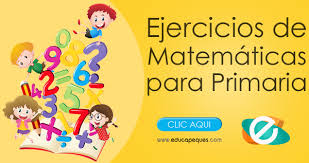 Ejercicios de
Matemáticas
para Primaria
CLIC AQUI
www.educapeques.com